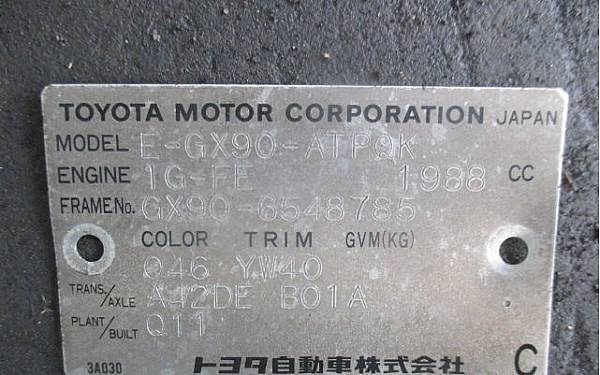 TOYOTA MOTOR CORPORATION JAPAN
MODEL E-GX90-ATPQK
ENGINE 1G-FE 1988 CC
FRAME No. GX90-6548785
COLOR TRIM GVM(KG)
046 YW40
TRANS./AXLE A42DE B01A
PLANT/BUILT Q11
3A030 トヨタ自動車株式会社 C